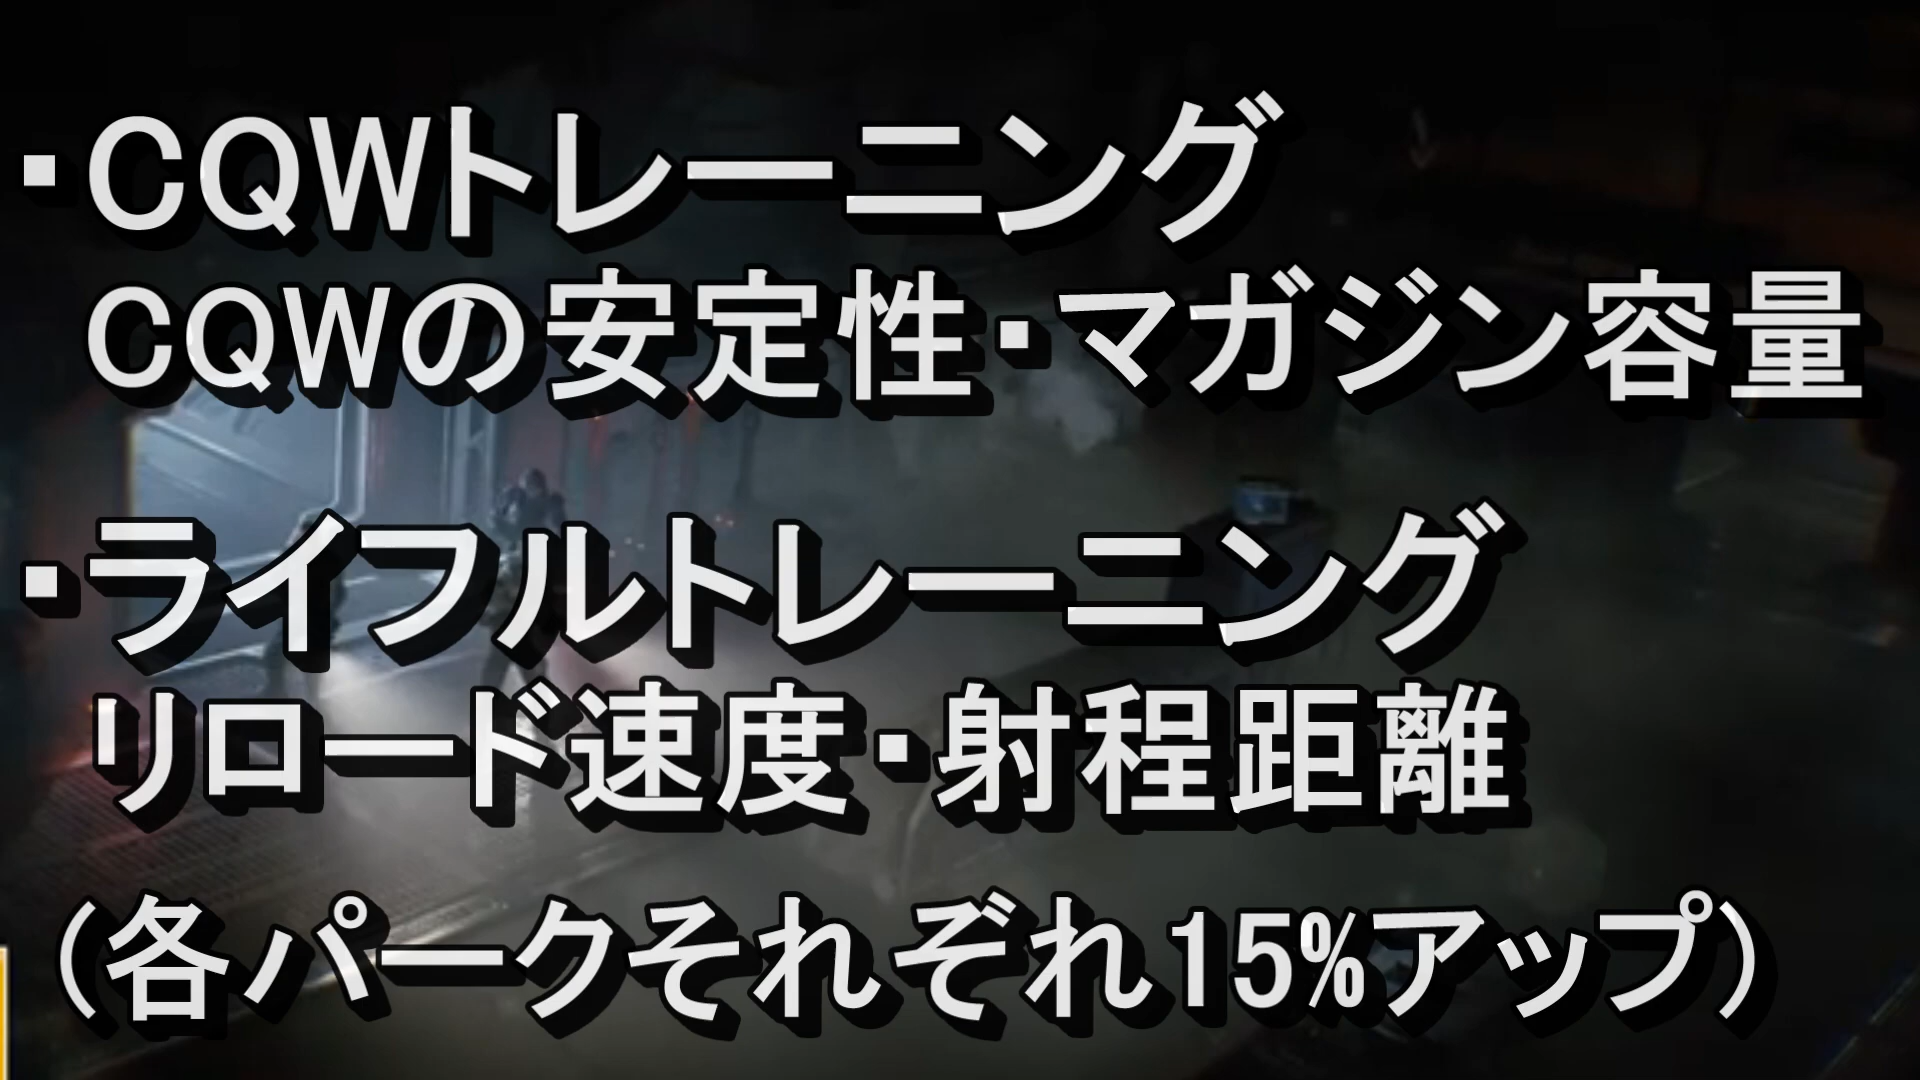 ・CQWトレーニング
CQWの安定性・マガジン容量
・ライフルトレーニング
リロード速度・射程距離
(各パークそれぞれ15%アップ)